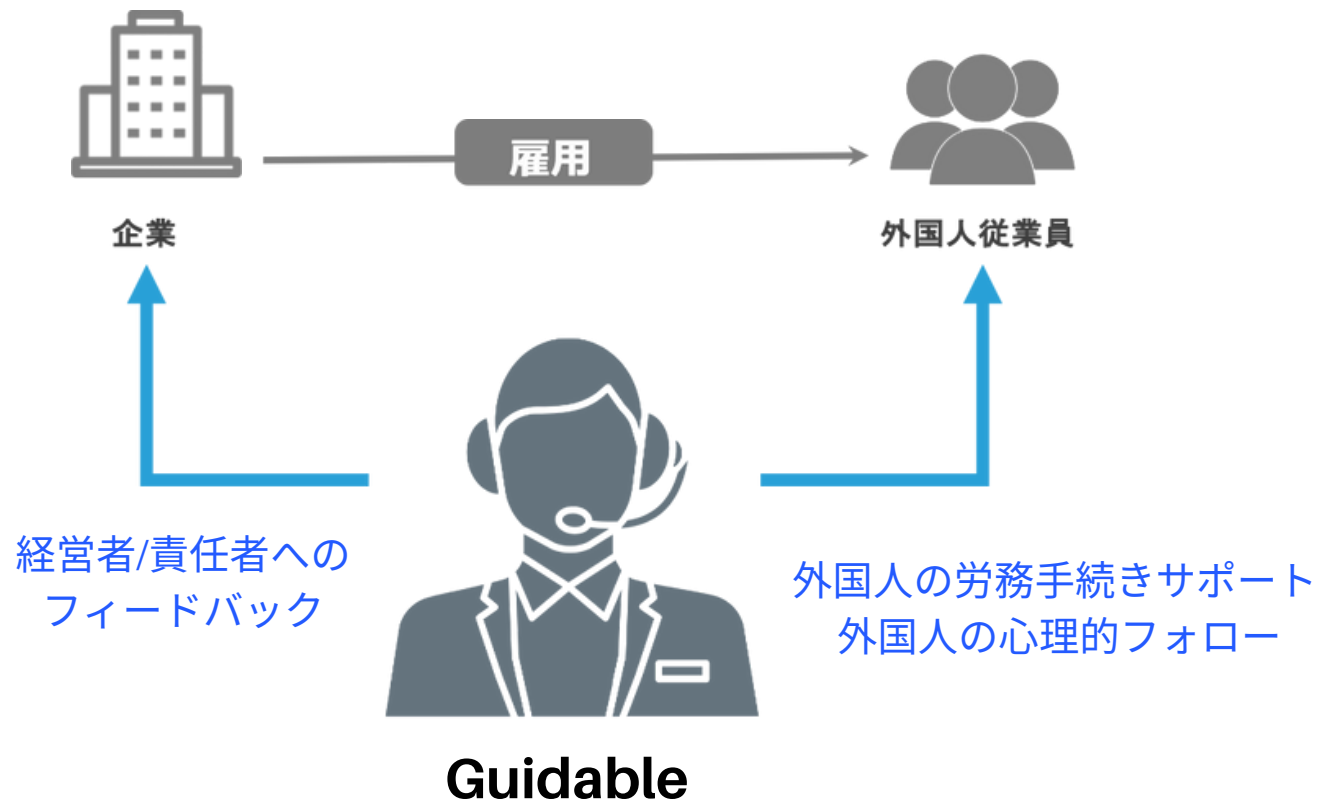 雇用
企業
外国人従業員
経営者/責任者への
フィードバック
外国人の労務手続きサポート
外国人の心理的フォロー
Guidable